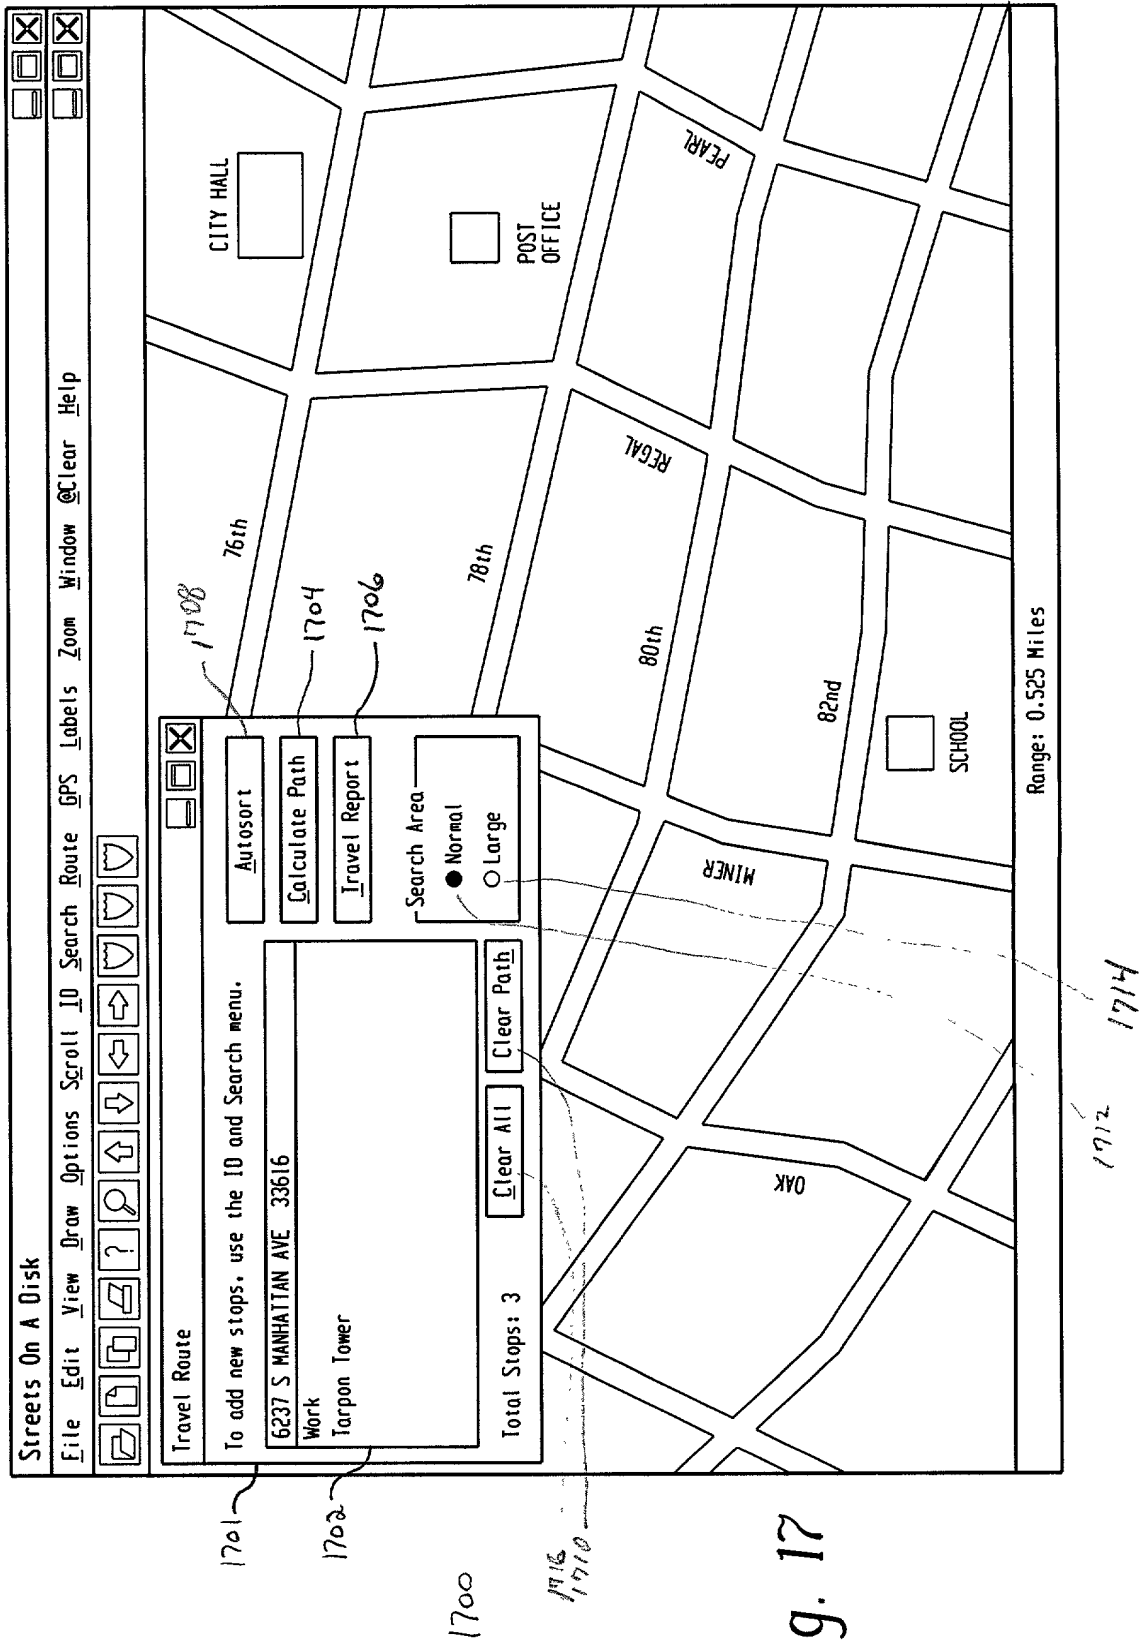 Streets On A Disk
File Edit View Draw Options Scroll ID Search Route GPS Labels Zoom Window @Clear Help
?
Travel Route
To add new stops, use the ID and Search menu.
6237 S MANHATTAN AVE 33616
Work
Tarpon Tower
Total Stops: 3
Clear All
Clear Path
Autosort
Calculate Path
Travel Report
Search Area
Normal
Large
CITY HALL
POST
OFFICE
76th
78th
80th
82nd
PEARL
REGAL
MINER
OAK
SCHOOL
Range: 0.525 Miles
1701
1702
1708
1704
1706
1700
1716
1710
1712
1714
g. 17